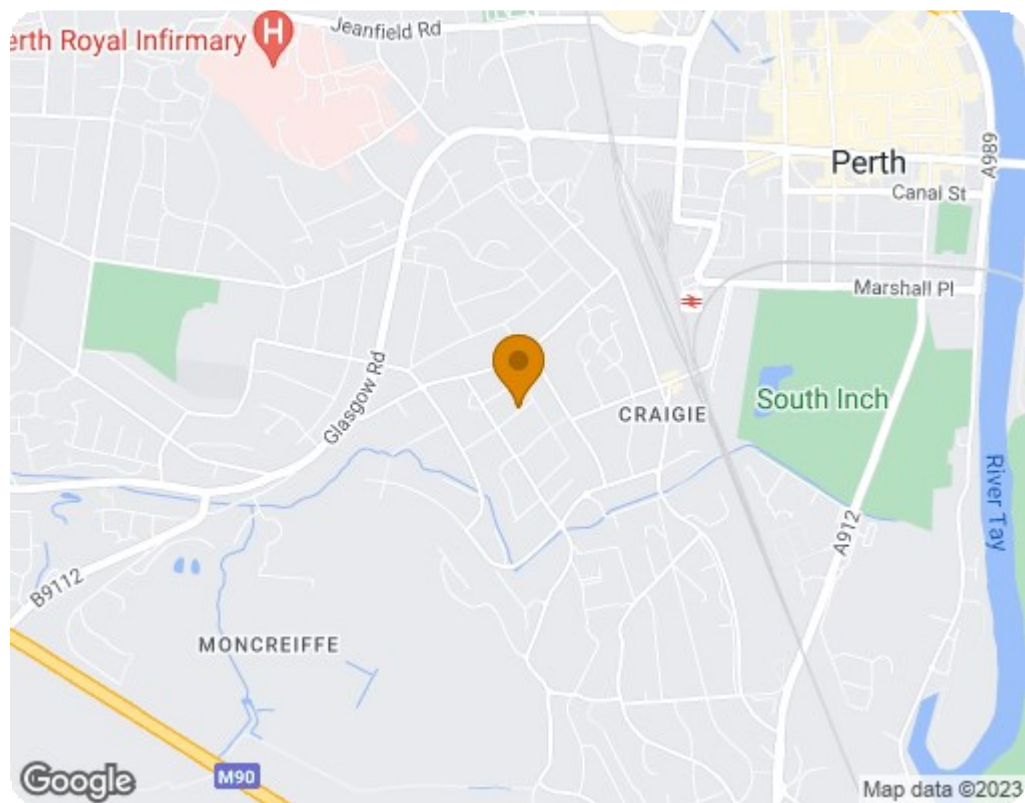 Jeanfield Rd
erth Royal Infirmary
H
Perth
A989
Canal St
Marshall Pl
Glasgow Rd
CRAIGIE
South Inch
River Tay
A912
B9112
MONCREIFFE
M90
Google
Map data ©2023